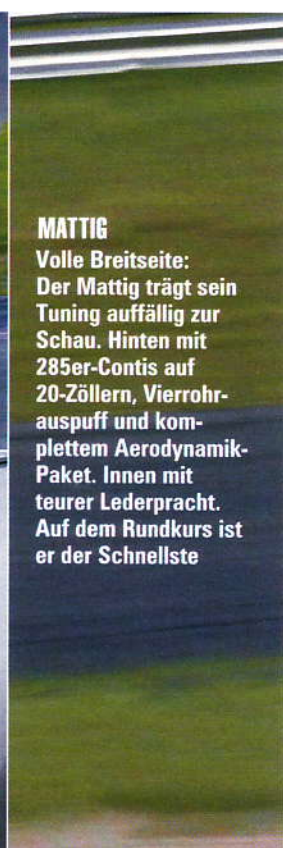 MATTIG
Volle Breitseite:
Der Mattig trägt sein
Tuning auffällig zur
Schau. Hinten mit
285er-Contis auf
20-Zöllern, Vierrohr-
auspuff und kom-
plettem Aerodynamik-
Paket. Innen mit
teurer Lederpracht.
Auf dem Rundkurs ist
er der Schnellste